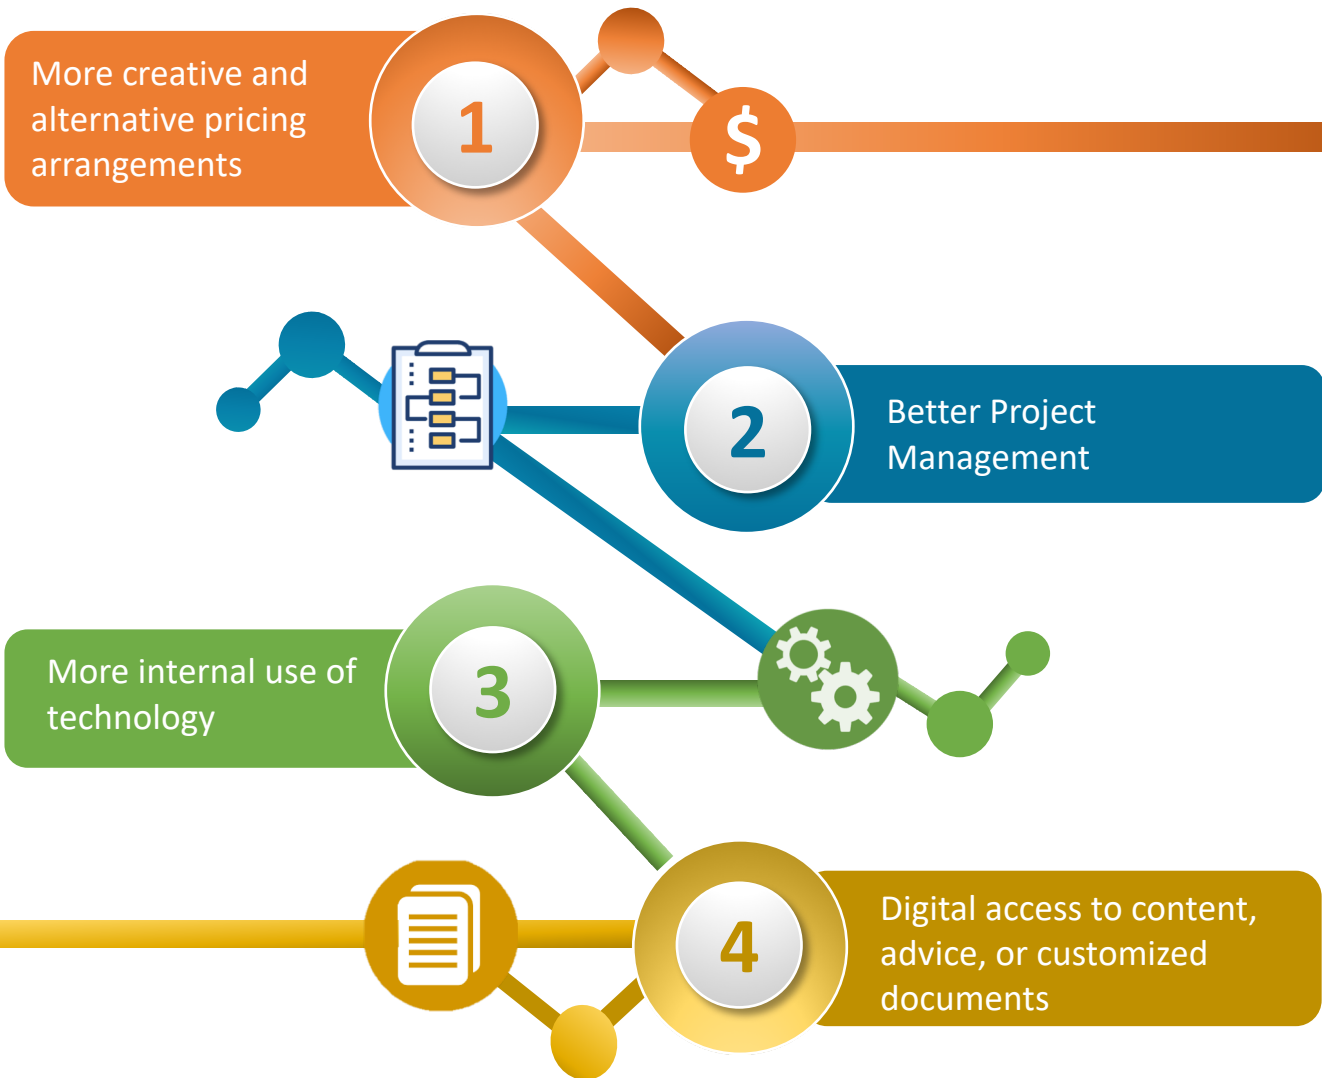 More creative and
alternative pricing
arrangements
1
$
2
Better Project
Management
More internal use of
technology
3
4
Digital access to content,
advice, or customized
documents